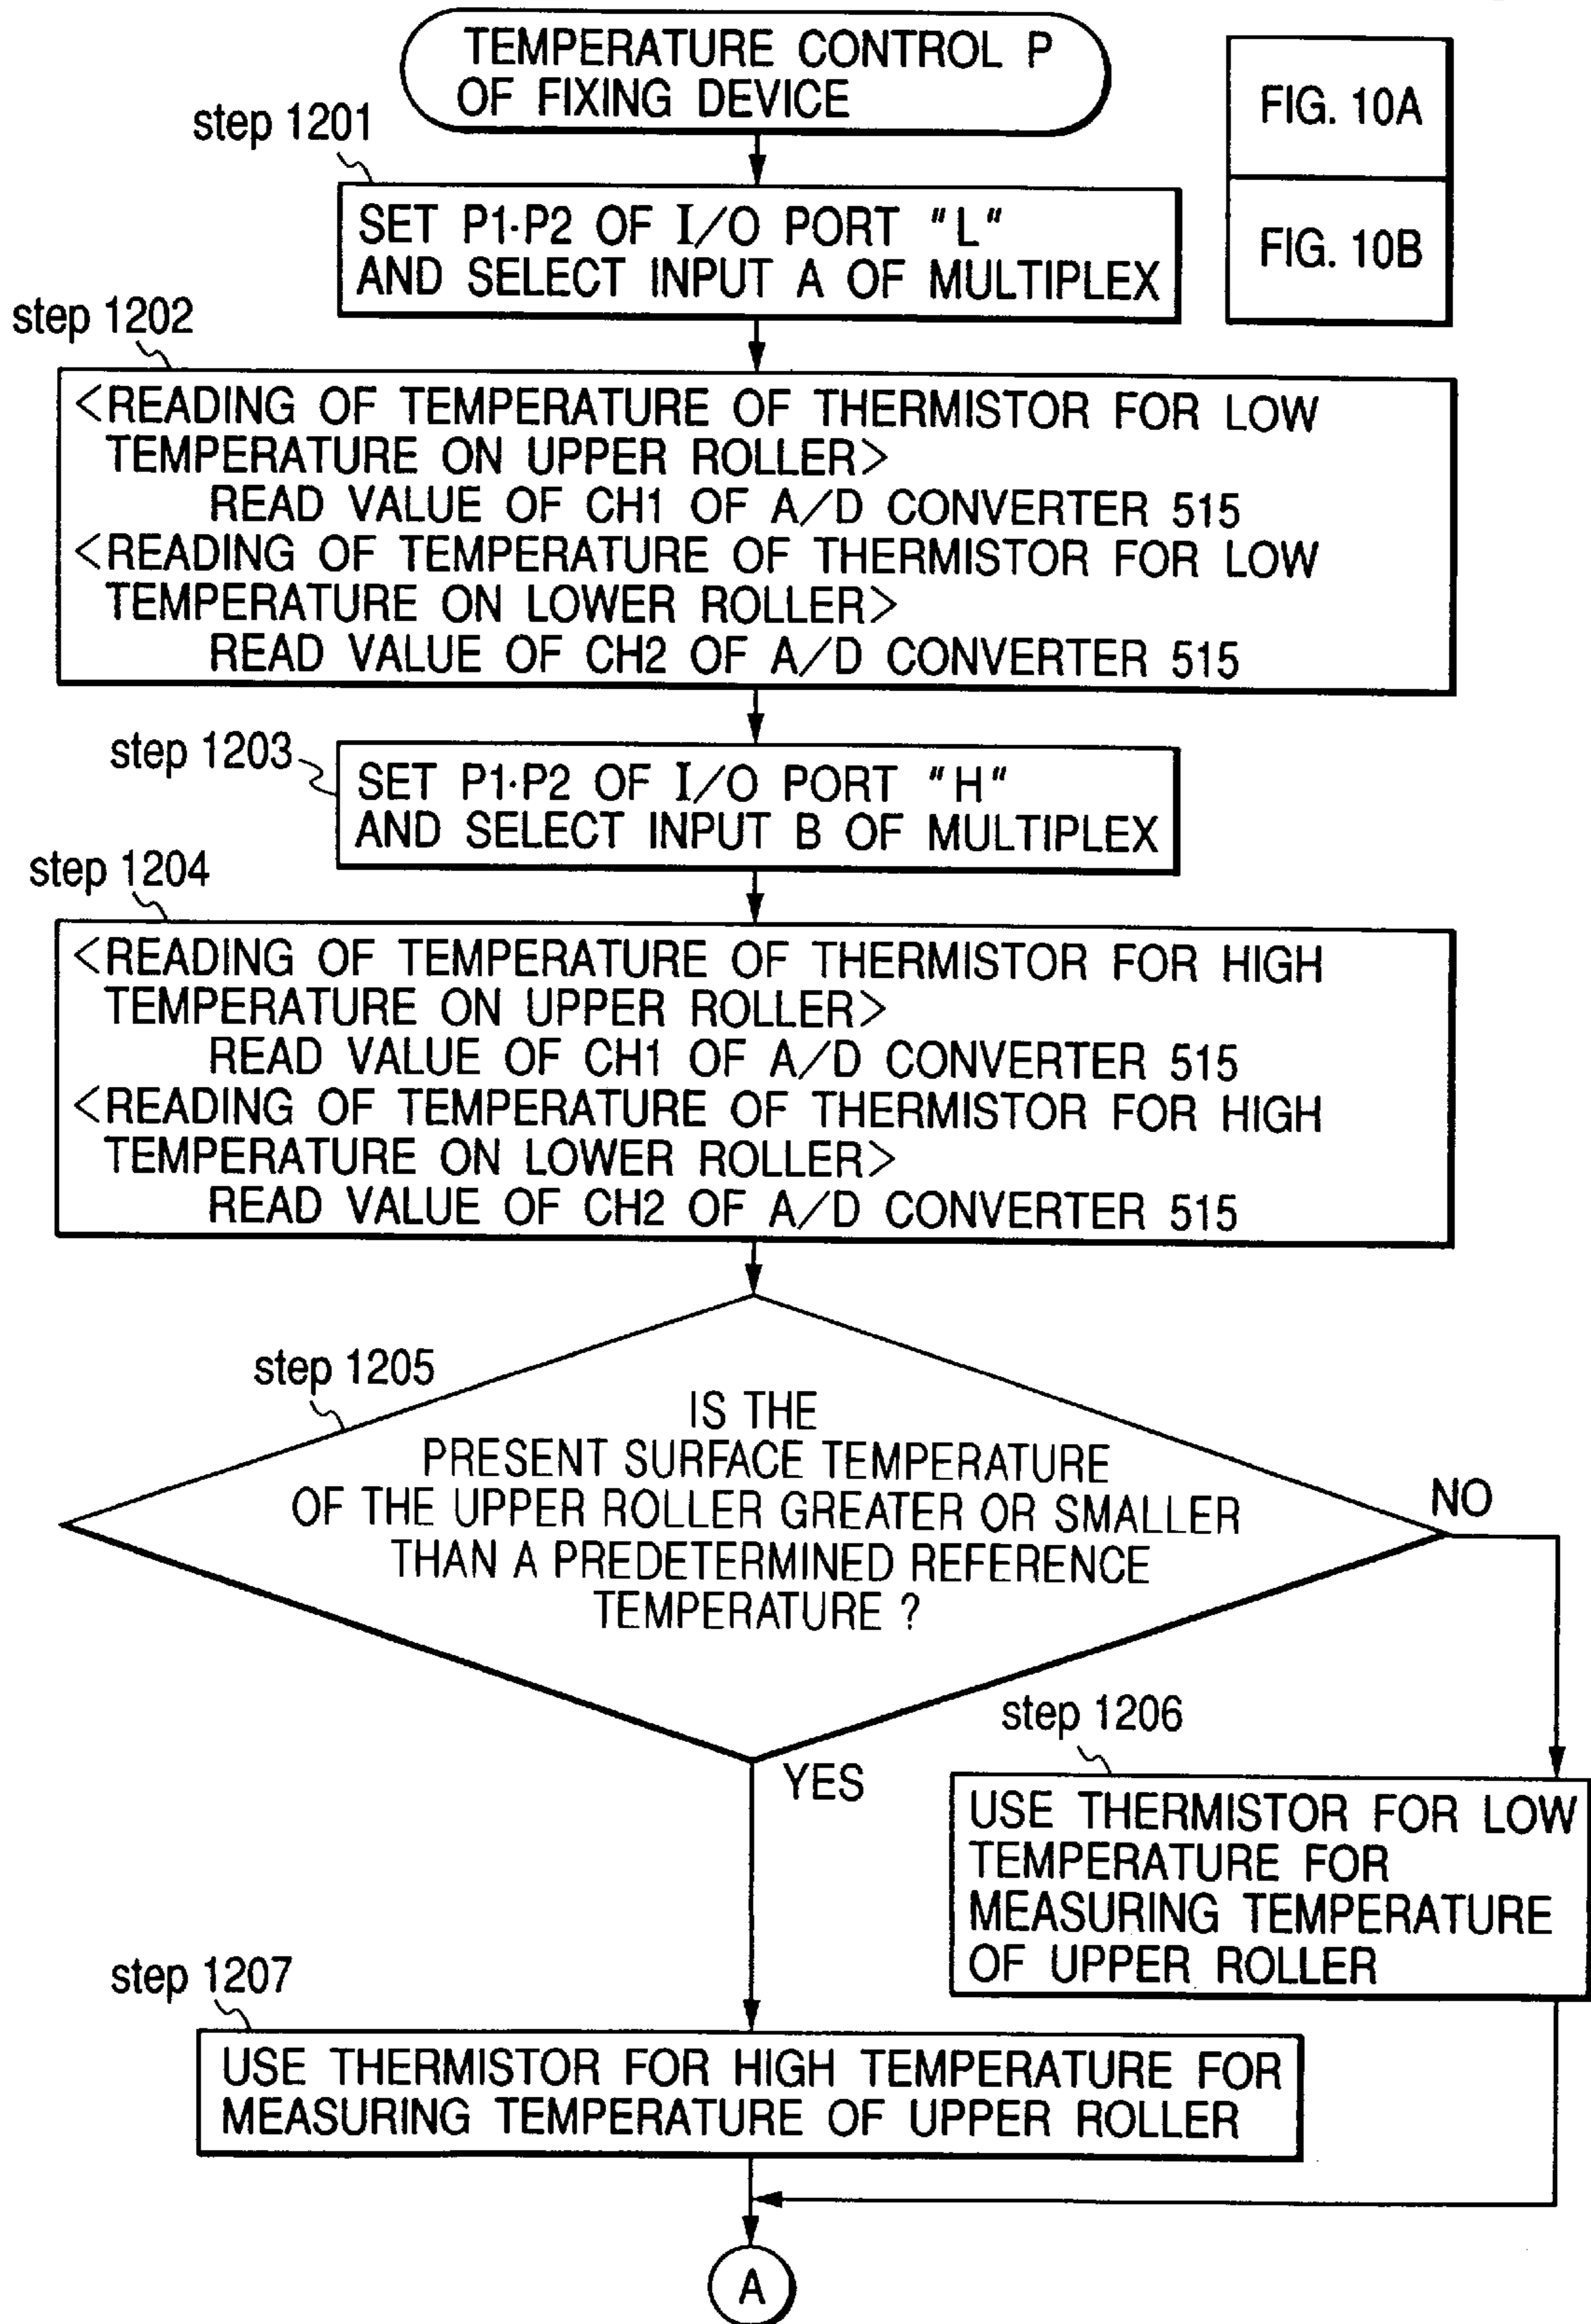 TEMPERATURE CONTROL P
OF FIXING DEVICE
FIG. 10A
FIG. 10B
step 1201
SET P1·P2 OF I/O PORT "L"
AND SELECT INPUT A OF MULTIPLEX
step 1202
<READING OF TEMPERATURE OF THERMISTOR FOR LOW
TEMPERATURE ON UPPER ROLLER>
READ VALUE OF CH1 OF A/D CONVERTER 515
<READING OF TEMPERATURE OF THERMISTOR FOR LOW
TEMPERATURE ON LOWER ROLLER>
READ VALUE OF CH2 OF A/D CONVERTER 515
step 1203
SET P1·P2 OF I/O PORT "H"
AND SELECT INPUT B OF MULTIPLEX
step 1204
<READING OF TEMPERATURE OF THERMISTOR FOR HIGH
TEMPERATURE ON UPPER ROLLER>
READ VALUE OF CH1 OF A/D CONVERTER 515
<READING OF TEMPERATURE OF THERMISTOR FOR HIGH
TEMPERATURE ON LOWER ROLLER>
READ VALUE OF CH2 OF A/D CONVERTER 515
step 1205
IS THE
PRESENT SURFACE TEMPERATURE
OF THE UPPER ROLLER GREATER OR SMALLER
THAN A PREDETERMINED REFERENCE
TEMPERATURE ?
NO
YES
step 1206
USE THERMISTOR FOR LOW
TEMPERATURE FOR
MEASURING TEMPERATURE
OF UPPER ROLLER
step 1207
USE THERMISTOR FOR HIGH TEMPERATURE FOR
MEASURING TEMPERATURE OF UPPER ROLLER
A